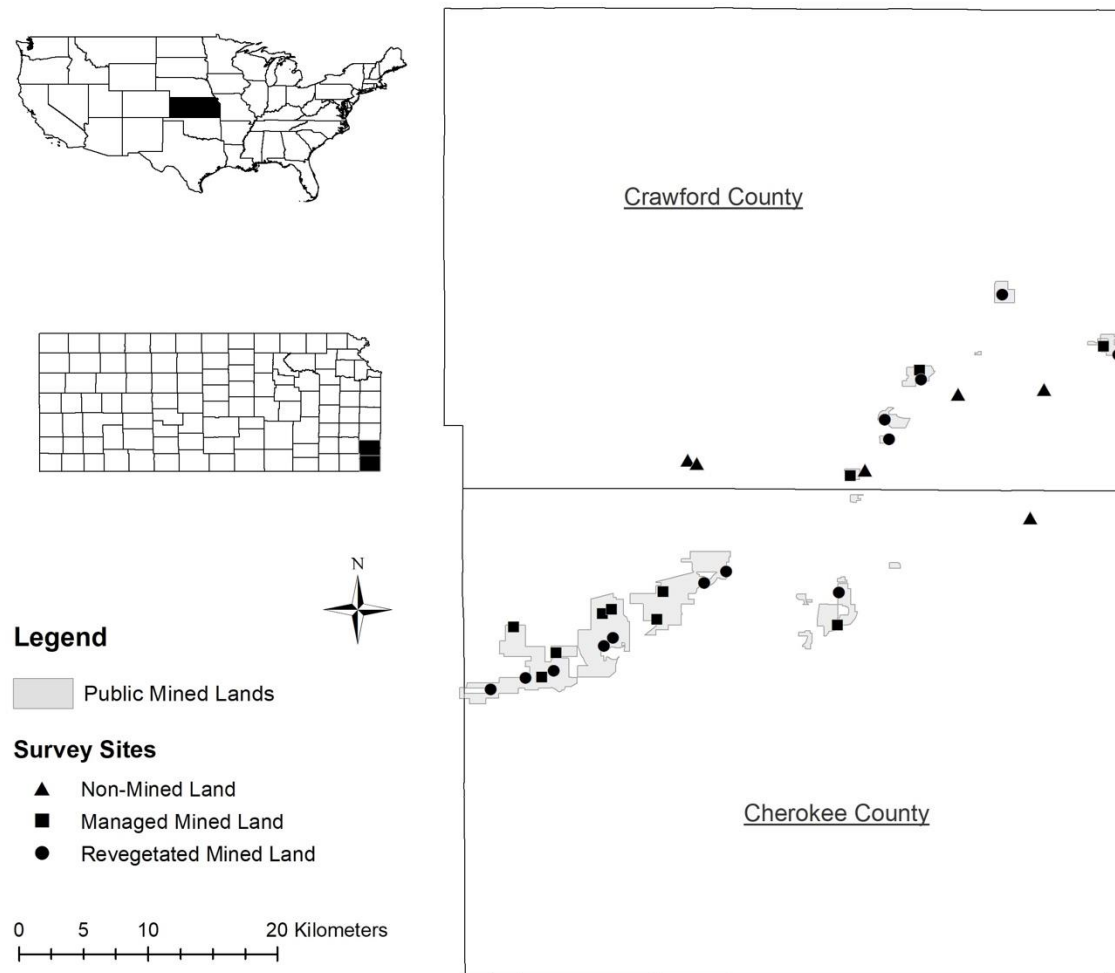 Crawford County
N
Legend
Public Mined Lands
Survey Sites
Non-Mined Land
Managed Mined Land
Revegetated Mined Land
Cherokee County
0 5 10 20 Kilometers